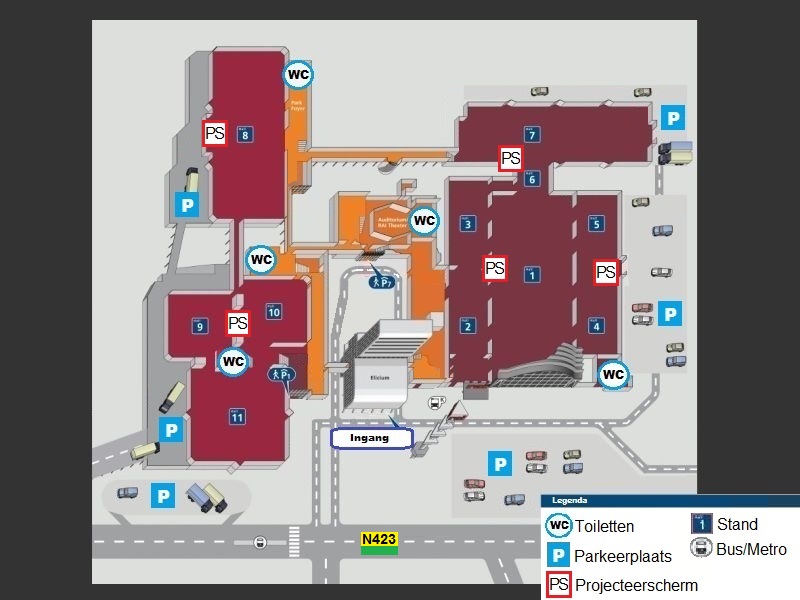 WC
Park
Foyer
P
PS
8
7
P
PS
6
P
Auditorium
RAI Theater
WC
3
5
WC
P7
PS
1
PS
9
PS
10
2
4
P
WC
P1
Elicium
WC
11
P
Ingang
P
P
N423
Legenda
WC Toiletten
1 Stand
P Parkeerplaats
Bus/Metro
PS Projecteerscherm